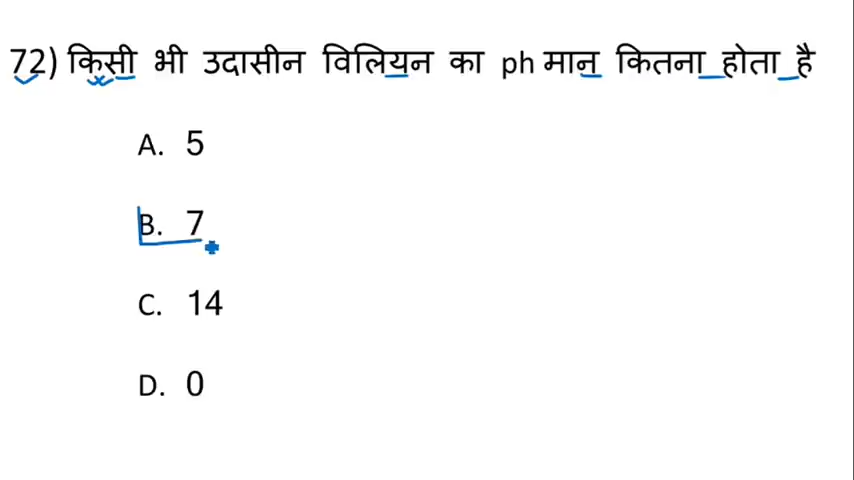 72) किसी भी उदासीन विलियन का ph मान कितना होता है
A. 5
B. 7
C. 14
D. 0